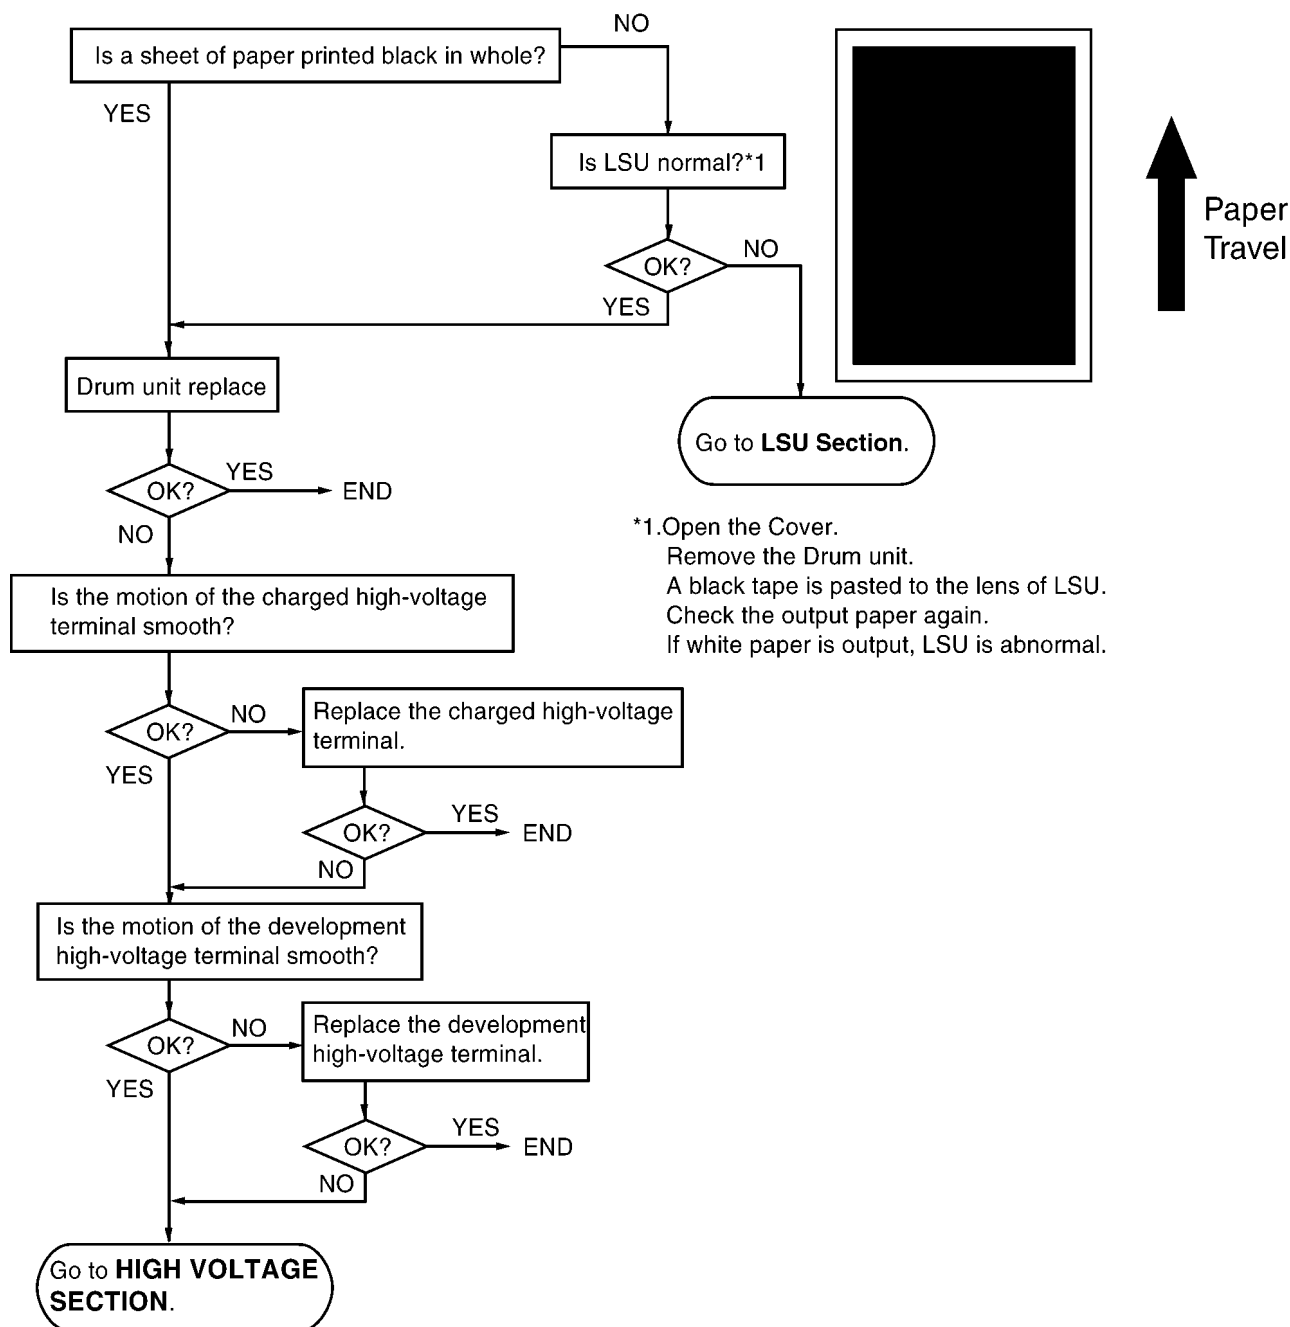 NO
Is a sheet of paper printed black in whole?
YES
Is LSU normal?*1
Paper
Travel
OK?
NO
YES
Drum unit replace
Go to LSU Section.
OK?
YES
END
NO
*1.Open the Cover.
Remove the Drum unit.
A black tape is pasted to the lens of LSU.
Check the output paper again.
If white paper is output, LSU is abnormal.
Is the motion of the charged high-voltage
terminal smooth?
OK?
NO
Replace the charged high-voltage
terminal.
YES
OK?
YES
END
NO
Is the motion of the development
high-voltage terminal smooth?
OK?
NO
Replace the development
high-voltage terminal.
YES
OK?
YES
END
NO
Go to HIGH VOLTAGE
SECTION.